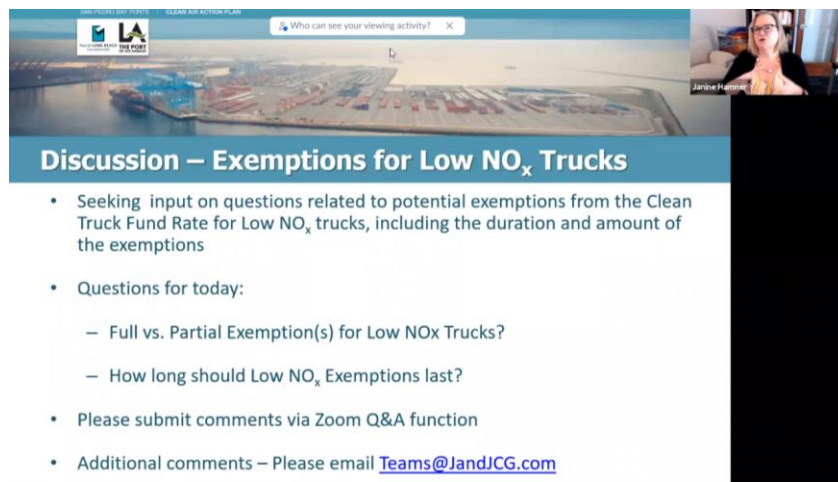 SAN PEDRO BAY PORTS | CLEAN AIR ACTION PLAN
Who can see your viewing activity?
LA
THE PORT
Janine Hamner
Discussion – Exemptions for Low NOx Trucks
• Seeking input on questions related to potential exemptions from the Clean
Truck Fund Rate for Low NOx trucks, including the duration and amount of
the exemptions
• Questions for today:
– Full vs. Partial Exemption(s) for Low NOx Trucks?
– How long should Low NOx Exemptions last?
• Please submit comments via Zoom Q&A function
• Additional comments – Please email Teams@JandJCG.com